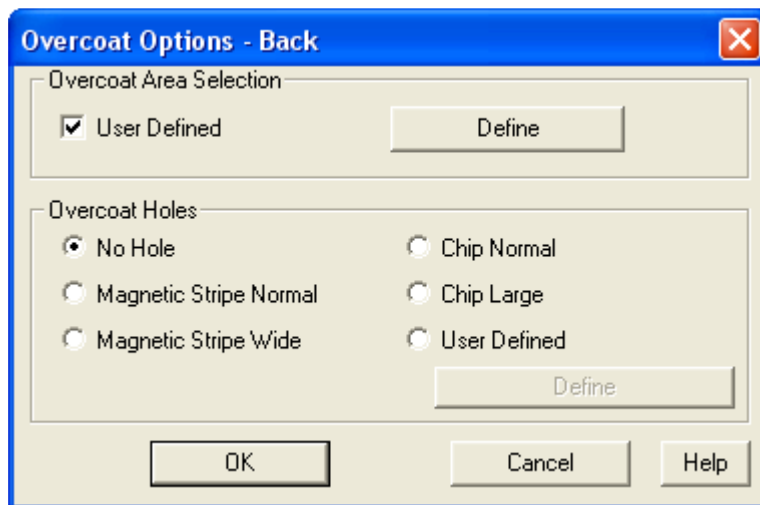 Overcoat Options - Back
Overcoat Area Selection
User Defined
Define
Overcoat Holes
No Hole
Chip Normal
Magnetic Stripe Normal
Chip Large
Magnetic Stripe Wide
User Defined
Define
OK
Cancel
Help